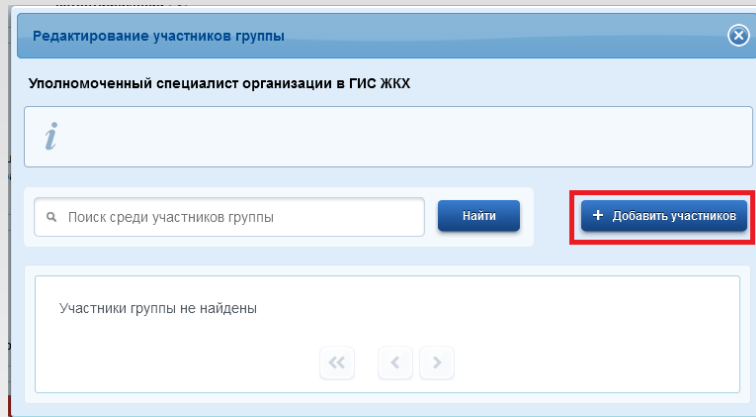 Редактирование участников группы
Уполномоченный специалист организации в ГИС ЖКХ
i
Поиск среди участников группы
Найти
+ Добавить участников
Участники группы не найдены